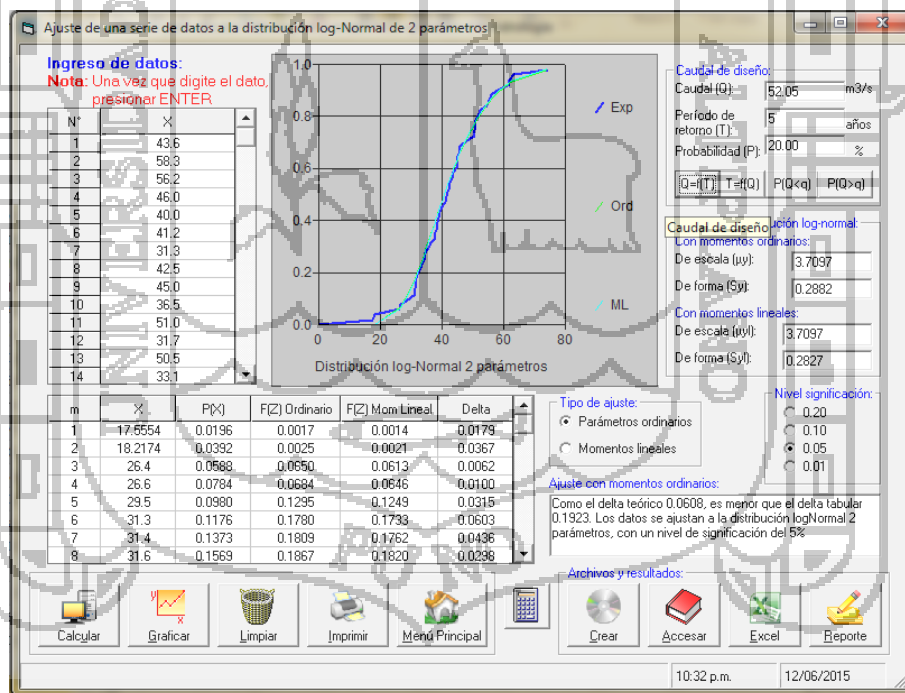 Ajuste de una serie de datos a la distribución log-Normal de 2 parámetros
Ingreso de datos:
Nota: Una vez que digite el dato,
presionar ENTER
N° X
1 43.6
2 58.3
3 56.2
4 46.0
5 40.0
6 41.2
7 31.3
8 42.5
9 45.0
10 36.5
11 51.0
12 31.7
13 50.5
14 33.1
1.0
0.8
0.6
0.4
0.2
0.0
0 20 40 60 80
Exp
Ord
ML
Distribución log-Normal 2 parámetros
Caudal de diseño:
Caudal (Q): 52.05 m3/s
Período de
retorno (T): 5 años
Probabilidad (P): 20.00 %
Q=f(T) T=f(Q) P(Q<q) P(Q>q)
Caudal de diseño
ución log-normal:
Con momentos ordinarios:
De escala (µy): 3.7097
De forma (Sy): 0.2882
Con momentos lineales:
De escala (µyl): 3.7097
De forma (Syl): 0.2827
m X P(X) F(Z) Ordinario F(Z) Mom Lineal Delta
1 17.5554 0.0196 0.0017 0.0014 0.0179
2 18.2174 0.0392 0.0025 0.0021 0.0367
3 26.4 0.0588 0.0650 0.0613 0.0062
4 26.6 0.0784 0.0684 0.0646 0.0100
5 29.5 0.0980 0.1295 0.1249 0.0315
6 31.3 0.1176 0.1780 0.1733 0.0603
7 31.4 0.1373 0.1809 0.1762 0.0436
8 31.6 0.1569 0.1867 0.1820 0.0298
Tipo de ajuste:
Parámetros ordinarios
Momentos lineales
Nivel significación:
0.20
0.10
0.05
0.01
Ajuste con momentos ordinarios:
Como el delta teórico 0.0608, es menor que el delta tabular
0.1923. Los datos se ajustan a la distribución logNormal 2
parámetros, con un nivel de significación del 5%
Archivos y resultados:
Calcular Graficar Limpiar Imprimir Menú Principal Crear Accesar Excel Reporte
10:32 p.m. 12/06/2015
UNIVERSIDAD